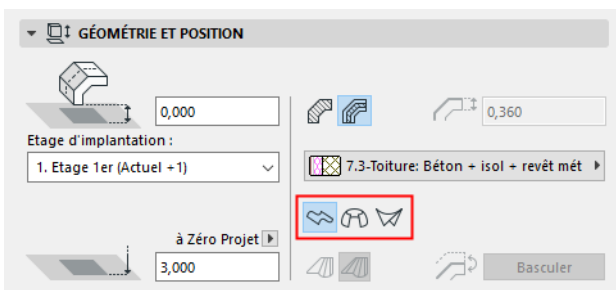 GÉOMÉTRIE ET POSITION
0,000
0,360
Etage d'implantation :
1. Etage 1er (Actuel +1)
7.3-Toiture: Béton + isol + revêt mét
à Zéro Projet
3,000
Basculer